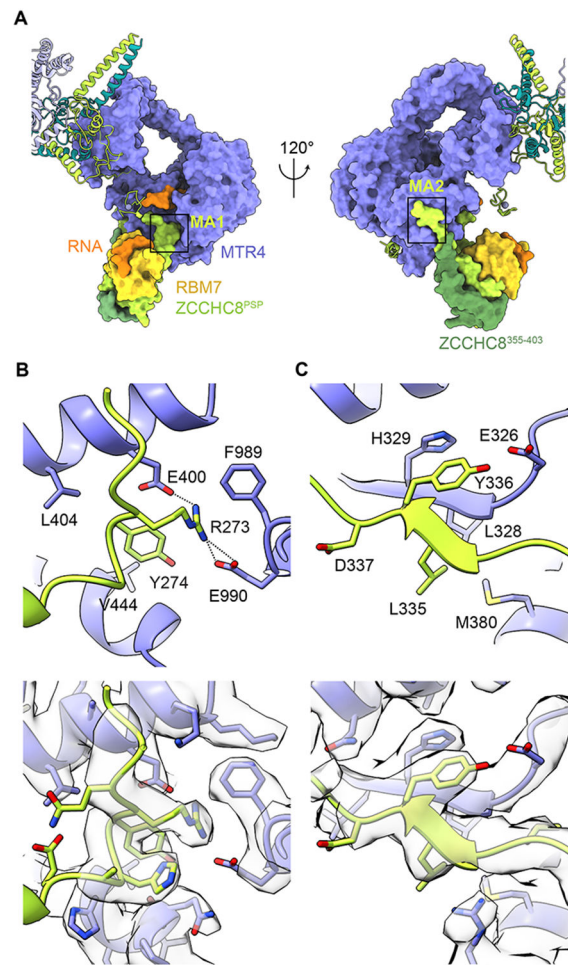 A
120°
MA1
MA2
RNA
MTR4
RBM7
ZCCHC8PSP
ZCCHC8355-403
B
C
F989
H329
E326
E400
Y336
L404
R273
L328
D337
Y274
V444
E990
L335
M380